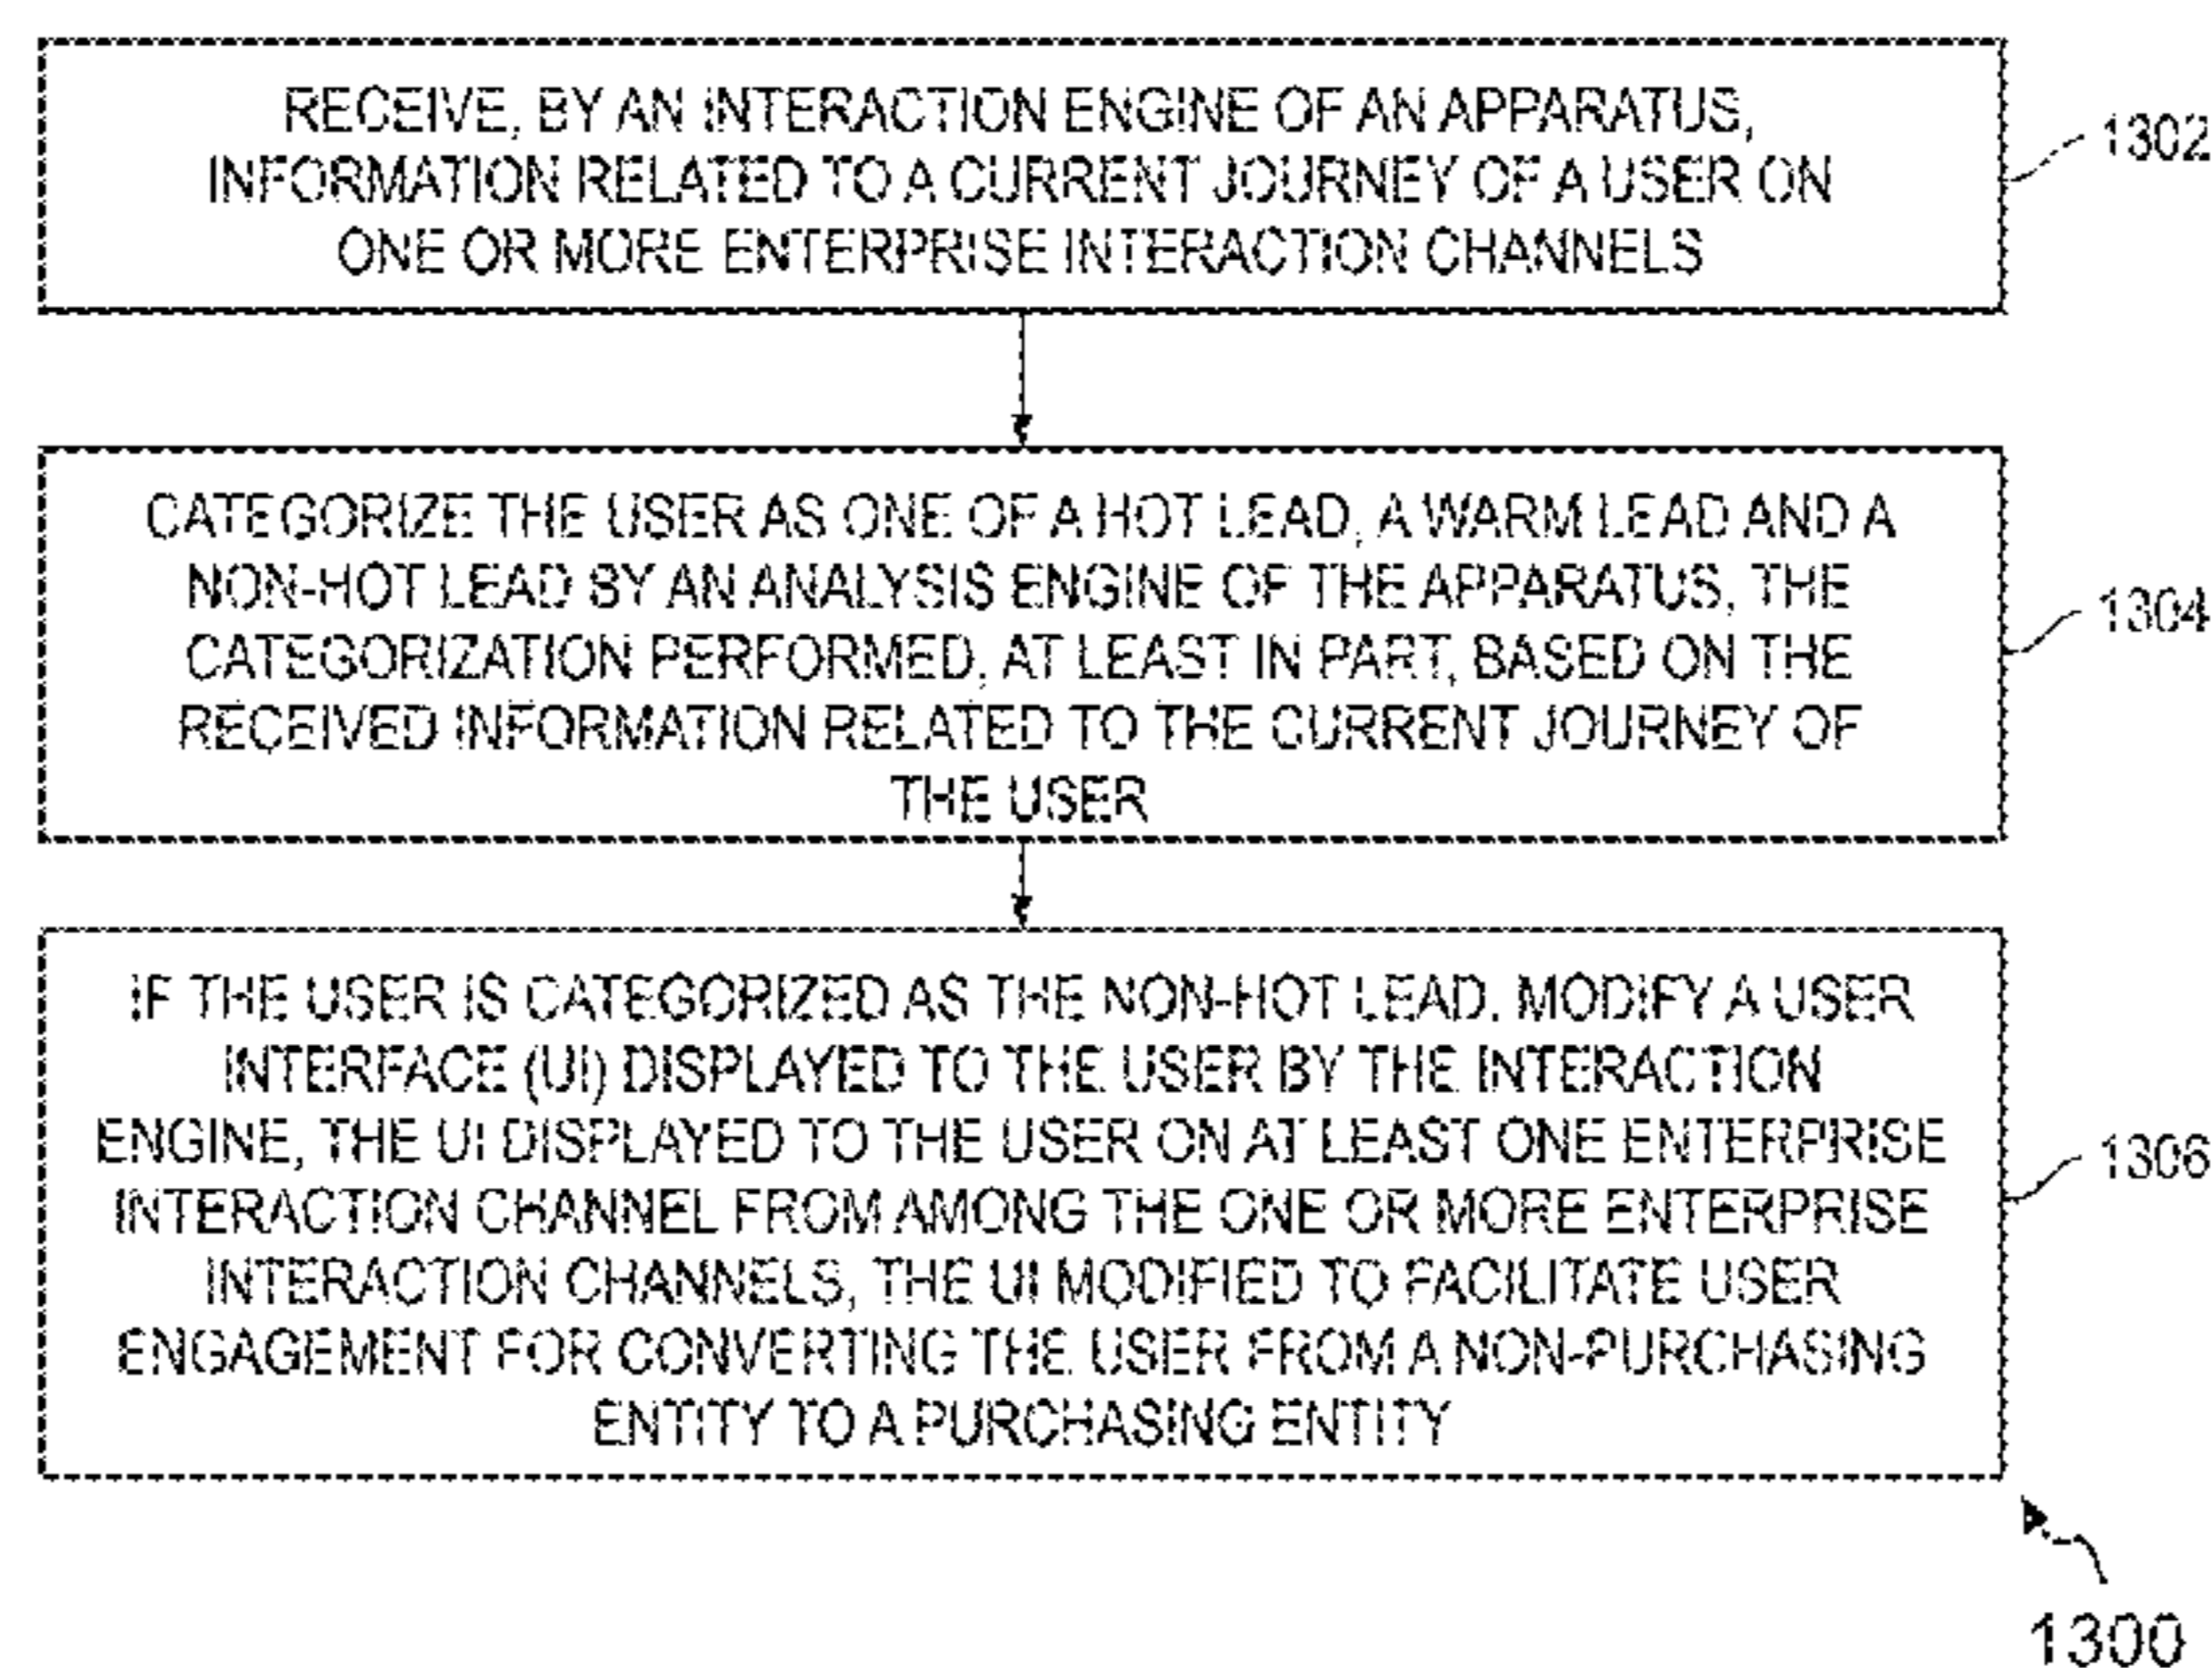 RECEIVE, BY AN INTERACTION ENGINE OF AN APPARATUS,
INFORMATION RELATED TO A CURRENT JOURNEY OF A USER ON
ONE OR MORE ENTERPRISE INTERACTION CHANNELS
1302
CATEGORIZE THE USER AS ONE OF A HOT LEAD, A WARM LEAD AND A
NON-HOT LEAD BY AN ANALYSIS ENGINE OF THE APPARATUS, THE
CATEGORIZATION PERFORMED, AT LEAST IN PART, BASED ON THE
RECEIVED INFORMATION RELATED TO THE CURRENT JOURNEY OF
THE USER
1304
IF THE USER IS CATEGORIZED AS THE NON-HOT LEAD, MODIFY A USER
INTERFACE (UI) DISPLAYED TO THE USER BY THE INTERACTION
ENGINE, THE UI DISPLAYED TO THE USER ON AT LEAST ONE ENTERPRISE
INTERACTION CHANNEL FROM AMONG THE ONE OR MORE ENTERPRISE
INTERACTION CHANNELS, THE UI MODIFIED TO FACILITATE USER
ENGAGEMENT FOR CONVERTING THE USER FROM A NON-PURCHASING
ENTITY TO A PURCHASING ENTITY
1306
1300